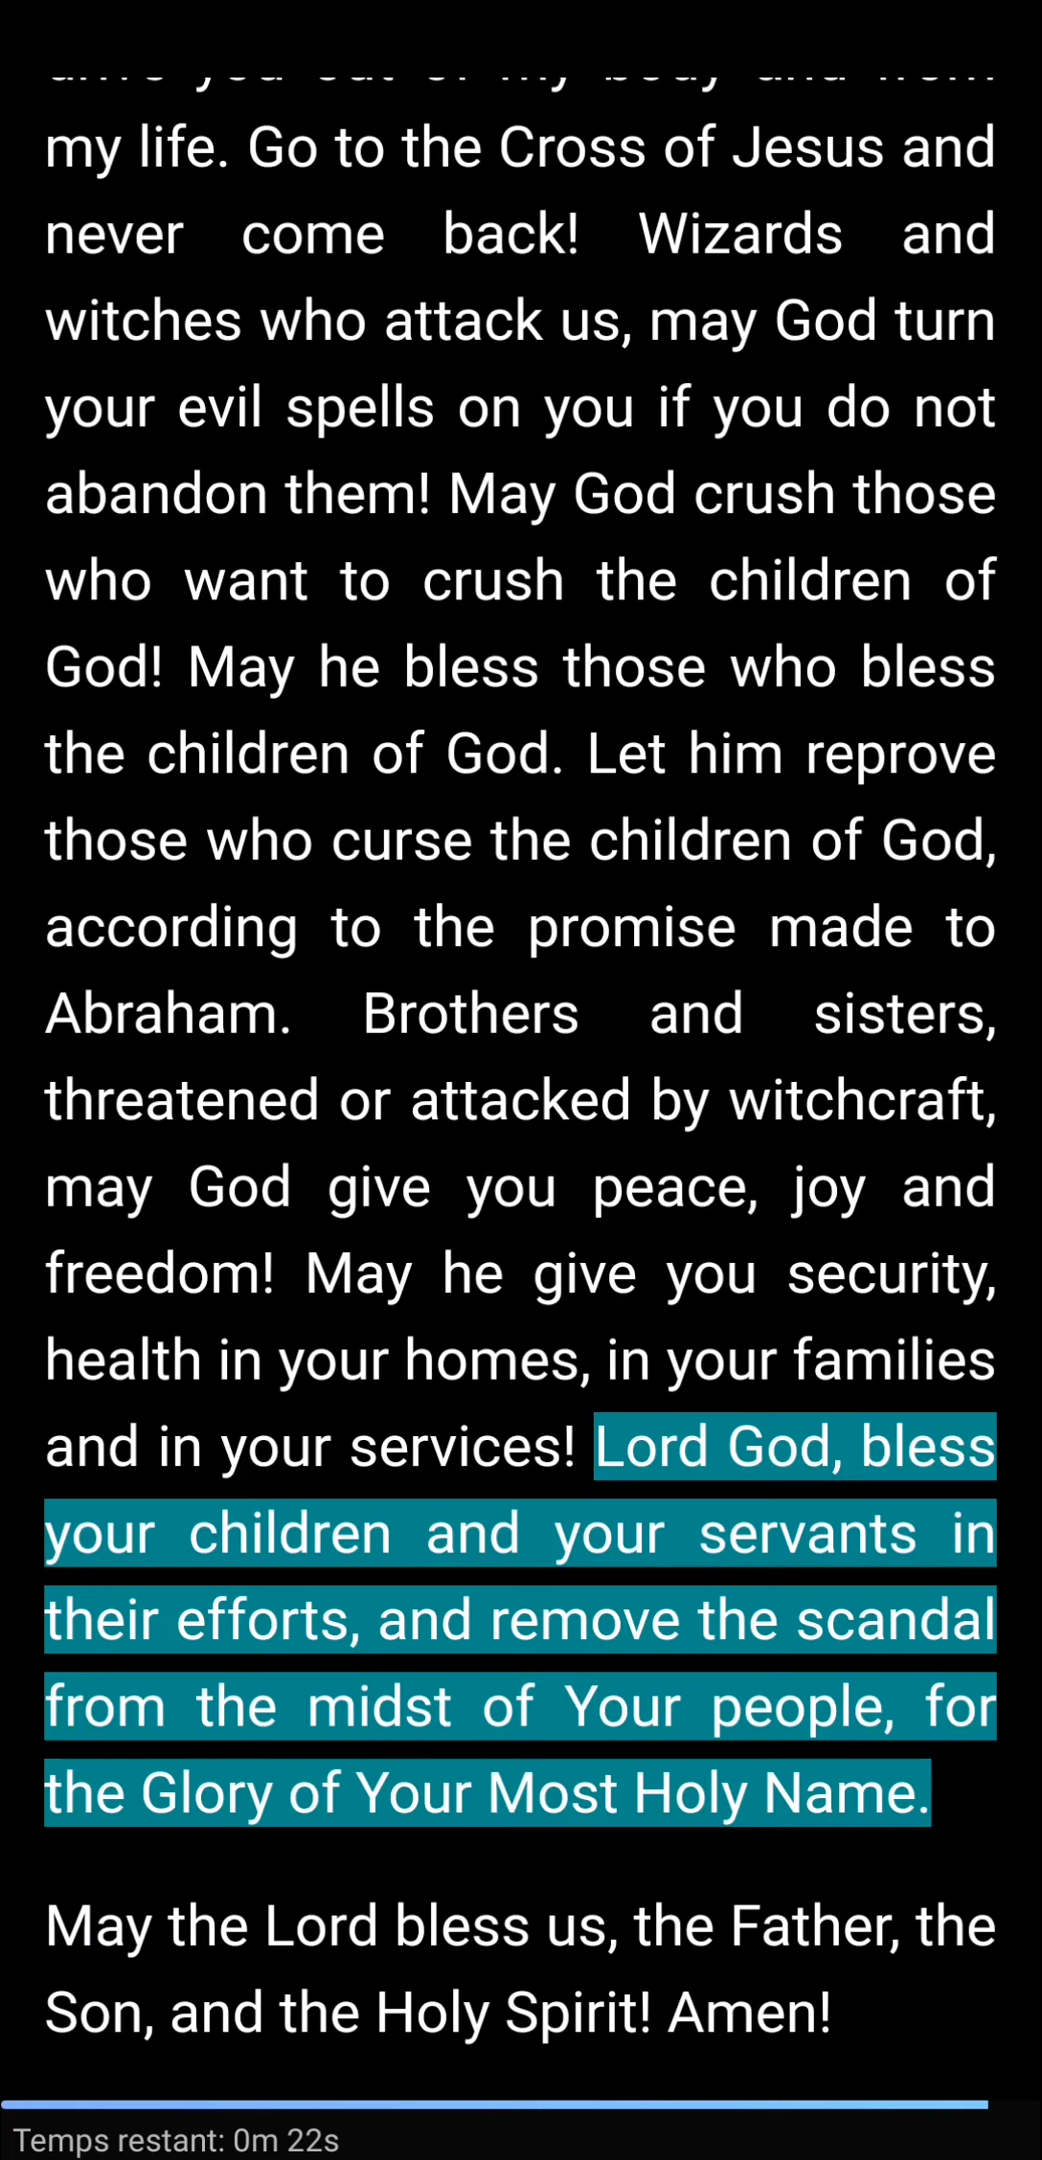 my life. Go to the Cross of Jesus and
never come back! Wizards and
witches who attack us, may God turn
your evil spells on you if you do not
abandon them! May God crush those
who want to crush the children of
God! May he bless those who bless
the children of God. Let him reprove
those who curse the children of God,
according to the promise made to
Abraham. Brothers and sisters,
threatened or attacked by witchcraft,
may God give you peace, joy and
freedom! May he give you security,
health in your homes, in your families
and in your services! Lord God, bless
your children and your servants in
their efforts, and remove the scandal
from the midst of Your people, for
the Glory of Your Most Holy Name.
May the Lord bless us, the Father, the
Son, and the Holy Spirit! Amen!
Temps restant: 0m 22s